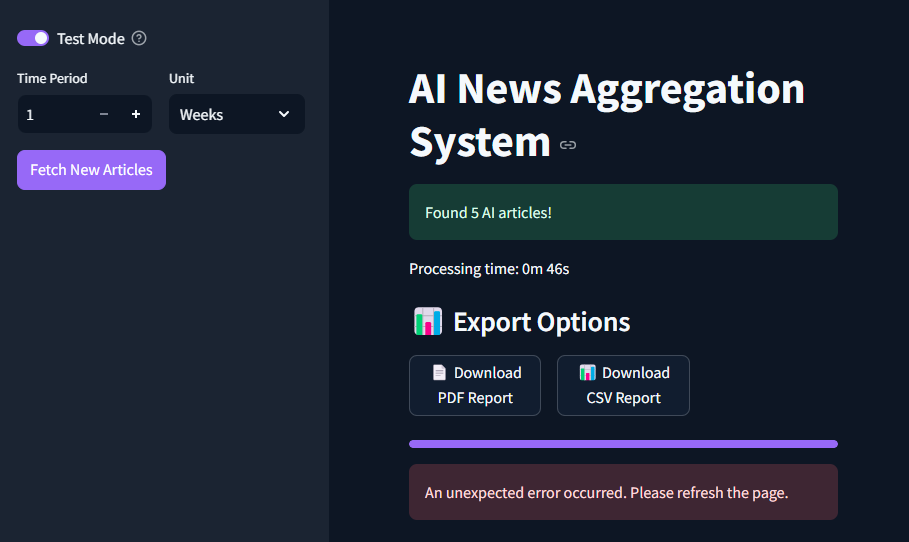 Test Mode
Time Period
Unit
1
Weeks
Fetch New Articles
AI News Aggregation
System
Found 5 AI articles!
Processing time: 0m 46s
Export Options
Download
PDF Report
Download
CSV Report
An unexpected error occurred. Please refresh the page.